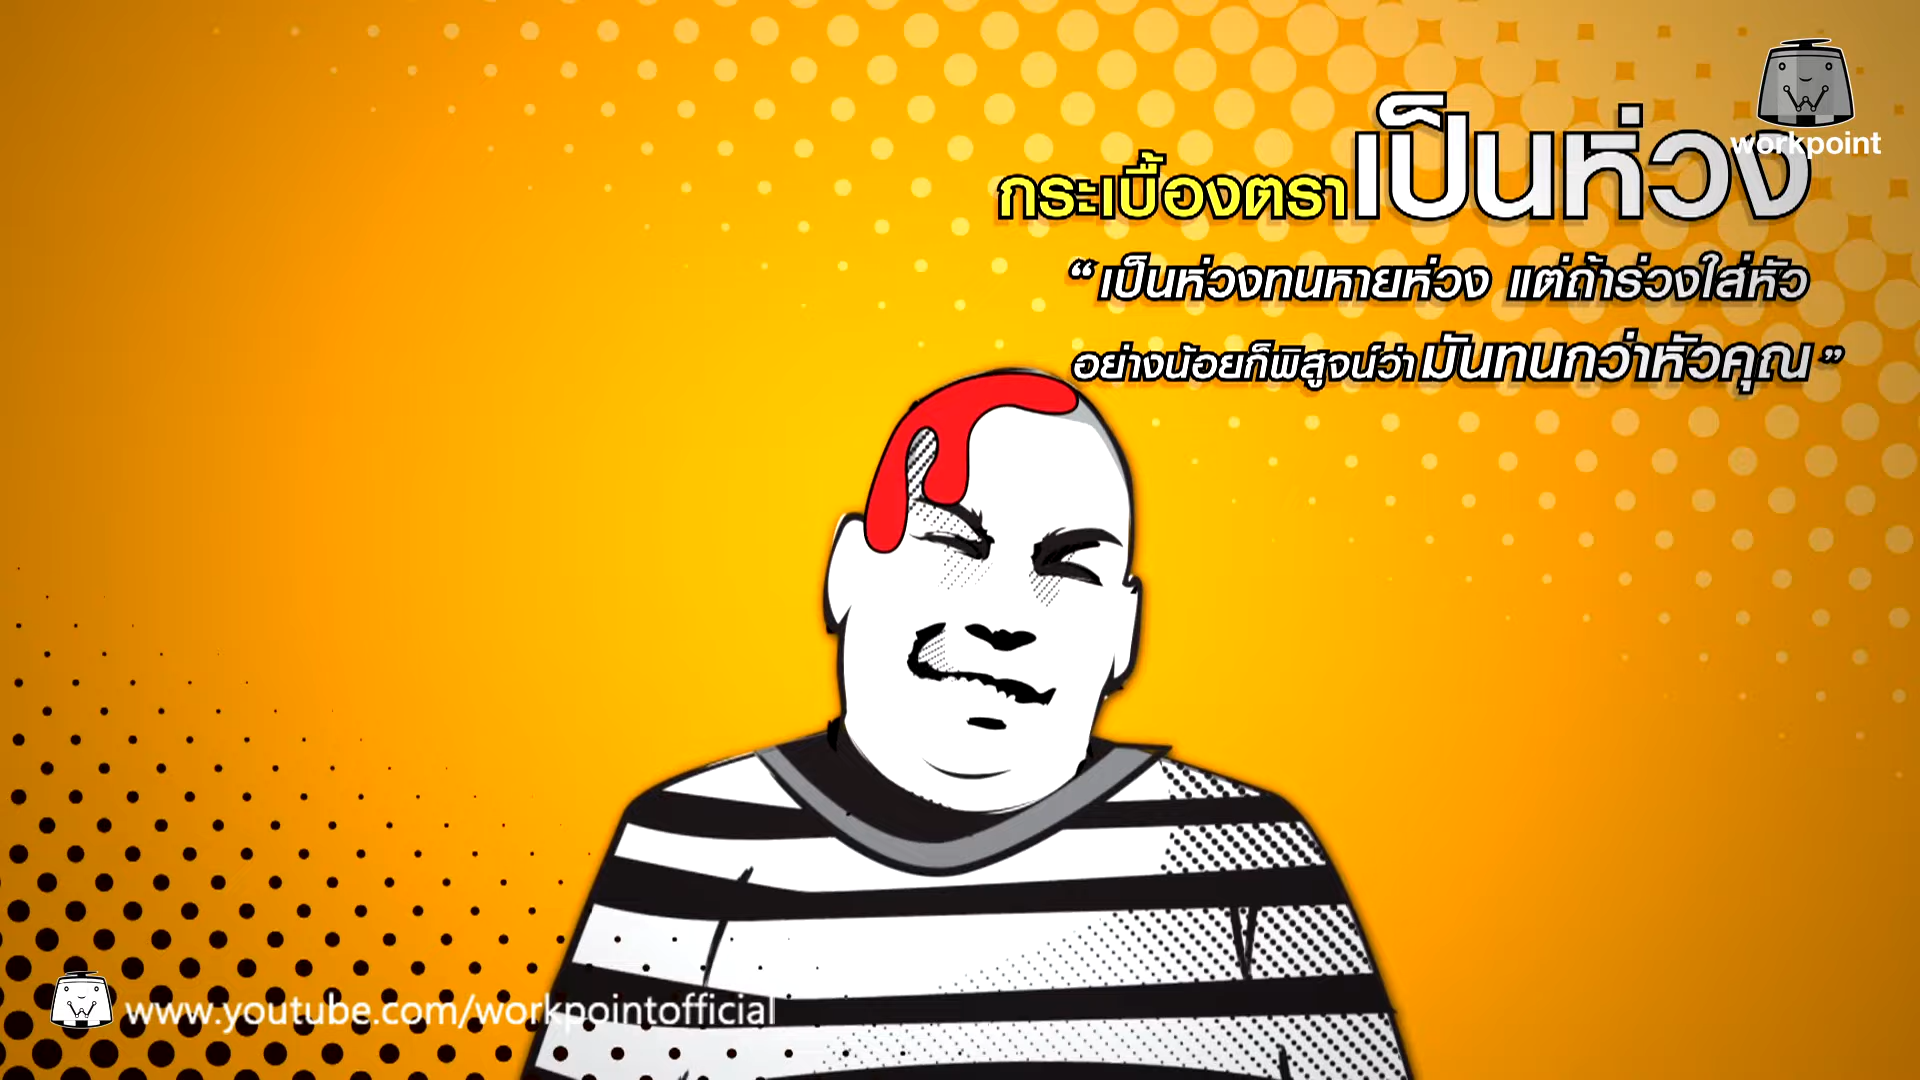 workpoint
กระเบื้องตราเป็นห่วง
“ เป็นห่วงทนหายห่วง แต่ถ้าร่วงใส่หัว
อย่างน้อยก็พิสูจน์ว่ามันทนกว่าหัวคุณ ”
www.youtube.com/workpointofficial